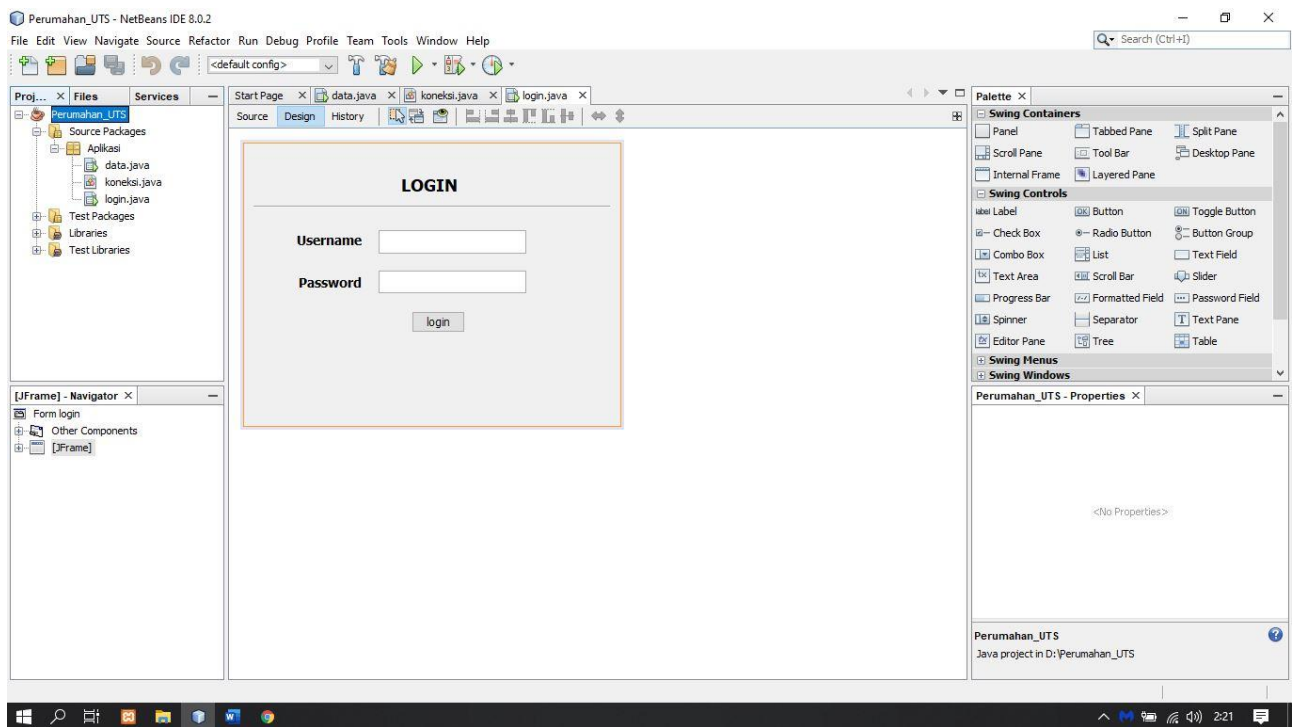 Perumahan_UTS - NetBeans IDE 8.0.2
File Edit View Navigate Source Refactor Run Debug Profile Team Tools Window Help
Search (Ctrl+I)
<default config>
Proj... Files Services
Perumahan_UTS
Source Packages
Aplikasi
data.java
koneksi.java
login.java
Test Packages
Libraries
Test Libraries
[JFrame] - Navigator
Form login
Other Components
[JFrame]
Start Page data.java koneksi.java login.java
Source Design History
LOGIN
Username
Password
login
Palette
Swing Containers
Panel Tabbed Pane Split Pane
Scroll Pane Tool Bar Desktop Pane
Internal Frame Layered Pane
Swing Controls
label Label OK Button ON Toggle Button
Check Box Radio Button Button Group
Combo Box List Text Field
Text Area Scroll Bar Slider
Progress Bar Formatted Field Password Field
Spinner Separator Text Pane
Editor Pane Tree Table
Swing Menus
Swing Windows
Perumahan_UTS - Properties
<No Properties>
Perumahan_UTS
Java project in D:\Perumahan_UTS
2:21